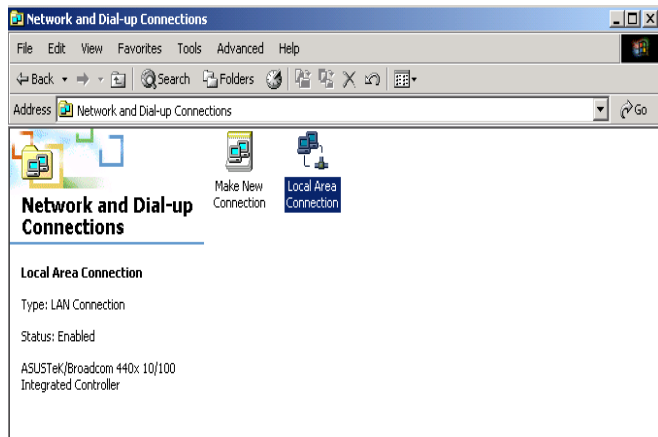 Network and Dial-up Connections
File Edit View Favorites Tools Advanced Help
Back Search Folders
Address Network and Dial-up Connections Go
Make New
Connection
Local Area
Connection
Network and Dial-up
Connections
Local Area Connection
Type: LAN Connection
Status: Enabled
ASUSTeK/Broadcom 440x 10/100
Integrated Controller